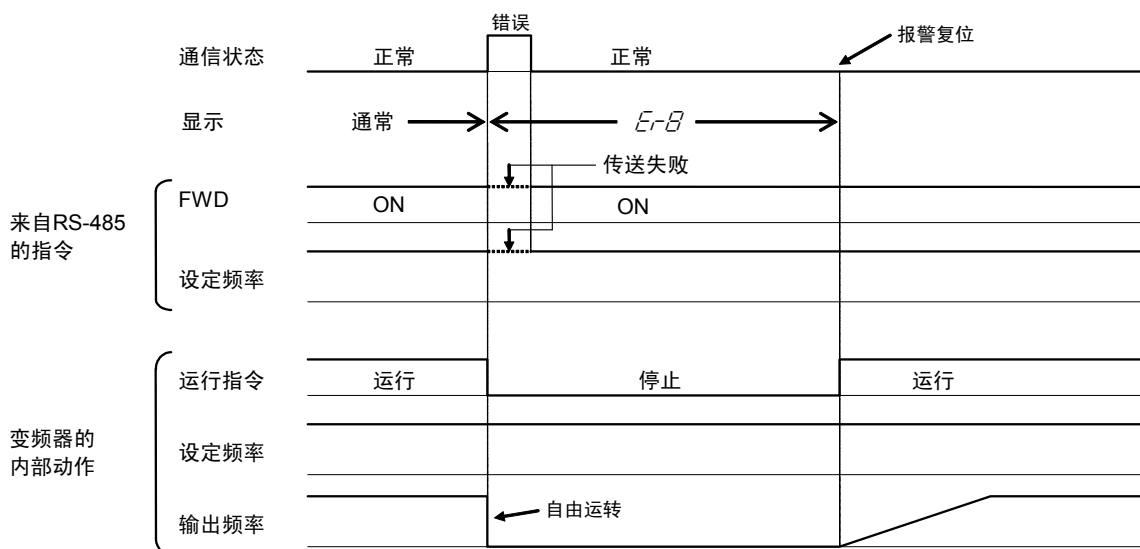 错误
通信状态
正常
正常
报警复位
显示
通常
Er8
传送失败
来自RS-485
的指令
FWD
ON
ON
设定频率
变频器的
内部动作
运行指令
运行
停止
运行
设定频率
输出频率
自由运转